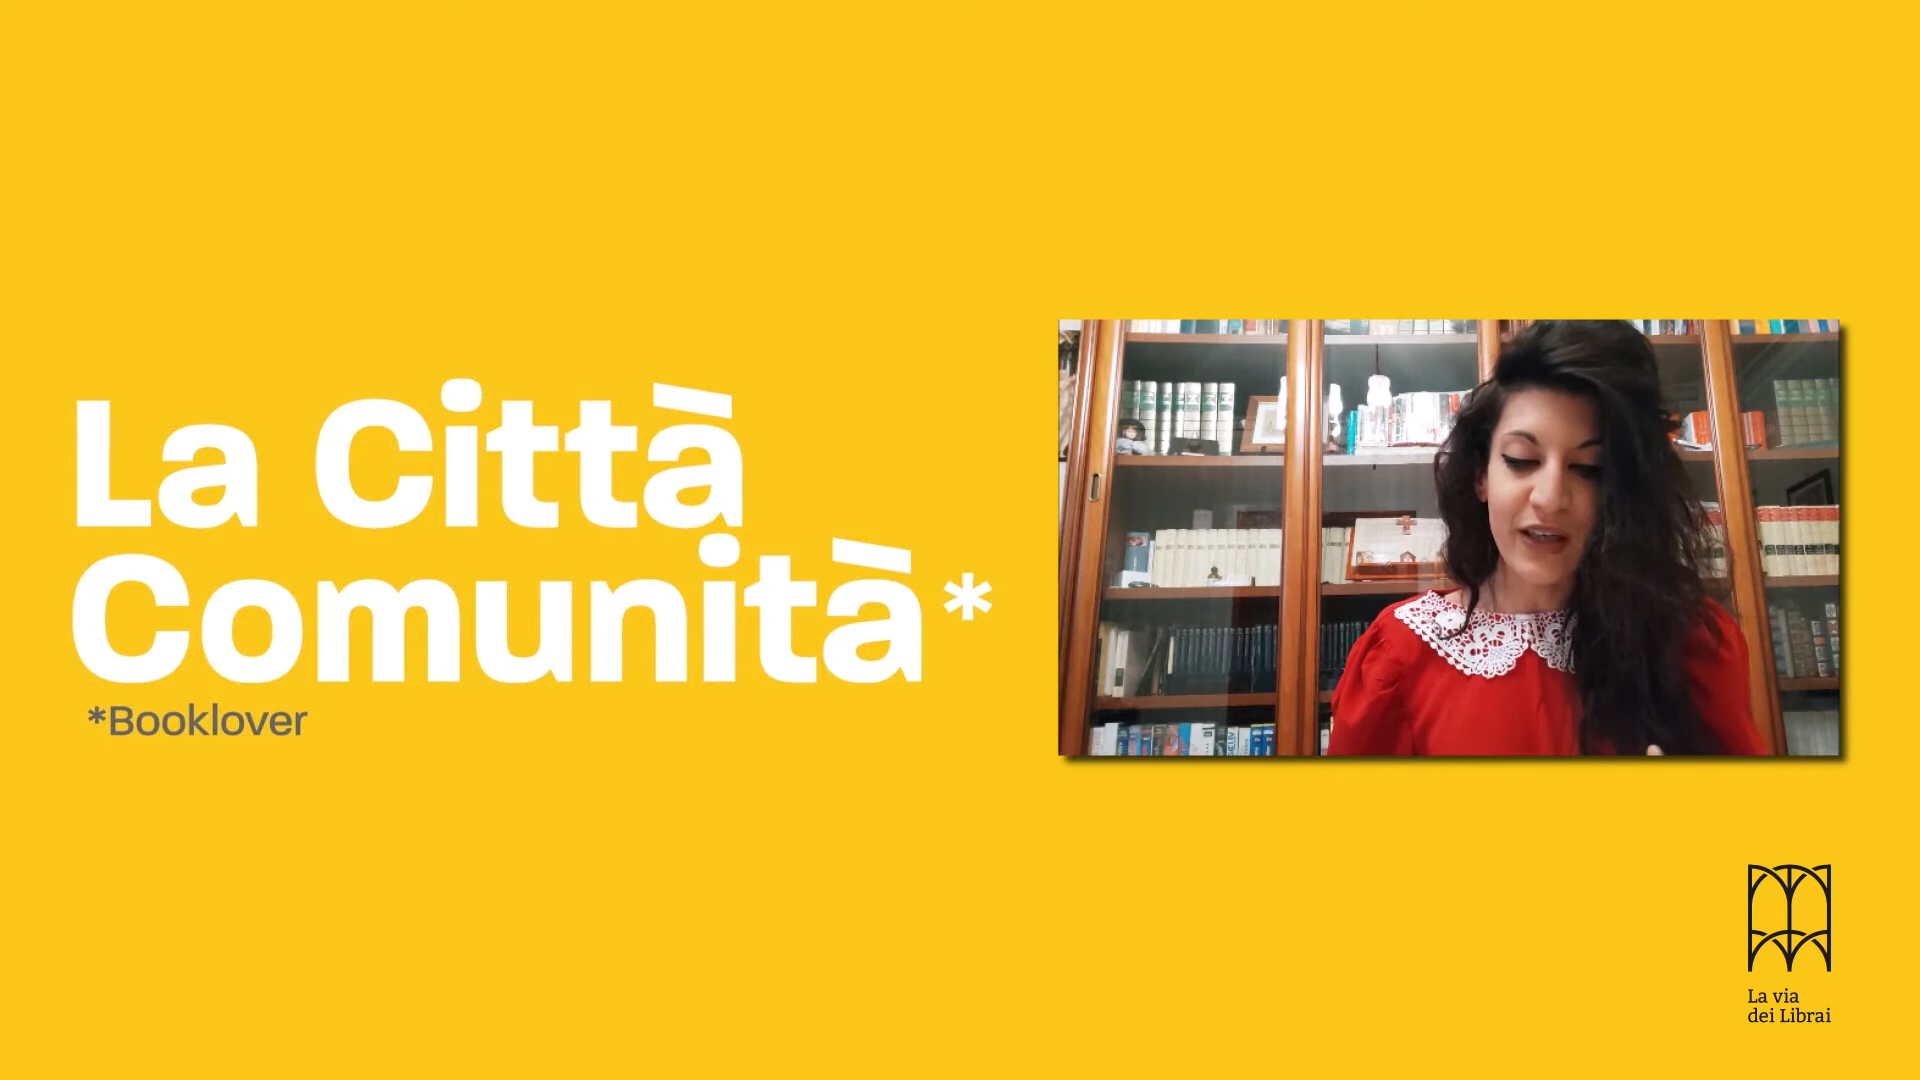 La Città
Comunità*
*Booklover
La via
dei Librai